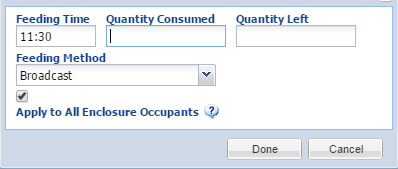 Feeding Time Quantity Consumed Quantity Left
11:30
Feeding Method
Broadcast
Apply to All Enclosure Occupants ?
Done Cancel